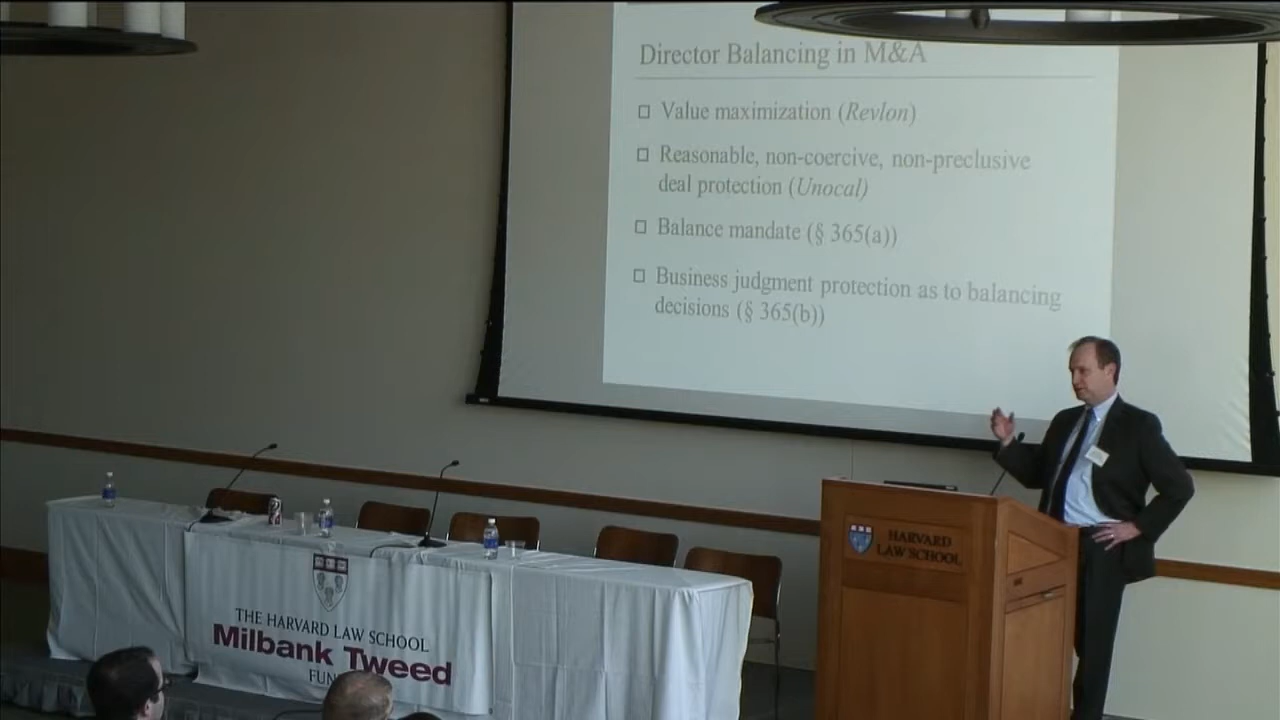 Director Balancing in M&A
Value maximization (Revlon)
Reasonable, non-coercive, non-preclusive
deal protection (Unocal)
Balance mandate (§ 365(a))
Business judgment protection as to balancing
decisions (§ 365(b))
HARVARD
LAW SCHOOL
THE HARVARD LAW SCHOOL
Milbank Tweed